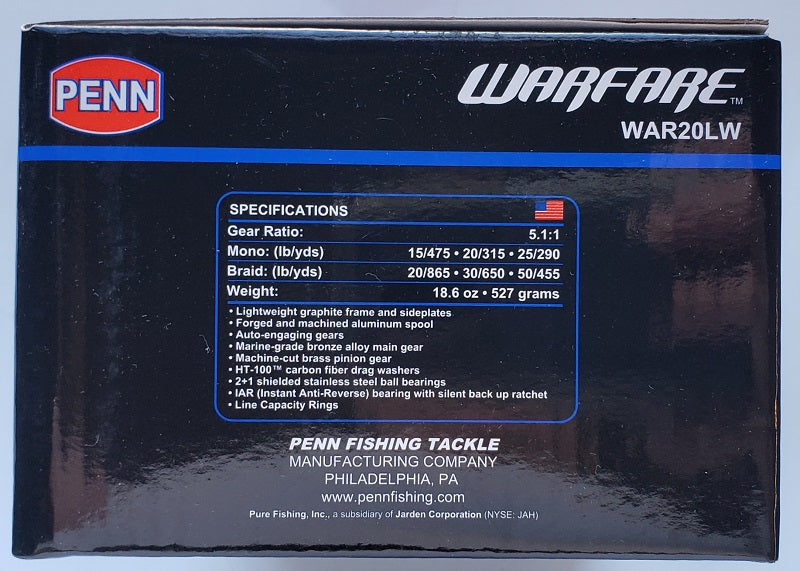 PENN
WARFARE™
WAR20LW
SPECIFICATIONS
Gear Ratio: 5.1:1
Mono: (lb/yds) 15/475 • 20/315 • 25/290
Braid: (lb/yds) 20/865 • 30/650 • 50/455
Weight: 18.6 oz • 527 grams
• Lightweight graphite frame and sideplates
• Forged and machined aluminum spool
• Auto-engaging gears
• Marine-grade bronze alloy main gear
• Machine-cut brass pinion gear
• HT-100™ carbon fiber drag washers
• 2+1 shielded stainless steel ball bearings
• IAR (Instant Anti-Reverse) bearing with silent back up ratchet
• Line Capacity Rings
PENN FISHING TACKLE
MANUFACTURING COMPANY
PHILADELPHIA, PA
www.pennfishing.com
Pure Fishing, Inc., a subsidiary of Jarden Corporation (NYSE: JAH)